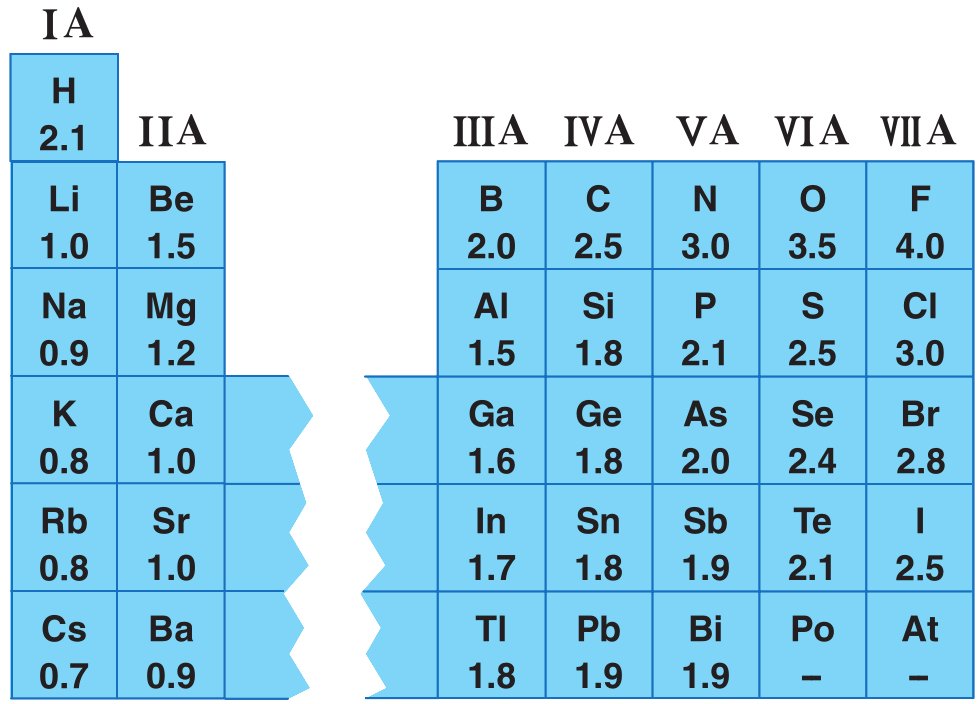 IA
H
2.1 IIA IIIA IVA VA VIA VIIA
Li Be B C N O F
1.0 1.5 2.0 2.5 3.0 3.5 4.0
Na Mg Al Si P S Cl
0.9 1.2 1.5 1.8 2.1 2.5 3.0
K Ca Ga Ge As Se Br
0.8 1.0 1.6 1.8 2.0 2.4 2.8
Rb Sr In Sn Sb Te I
0.8 1.0 1.7 1.8 1.9 2.1 2.5
Cs Ba Tl Pb Bi Po At
0.7 0.9 1.8 1.9 1.9 – –